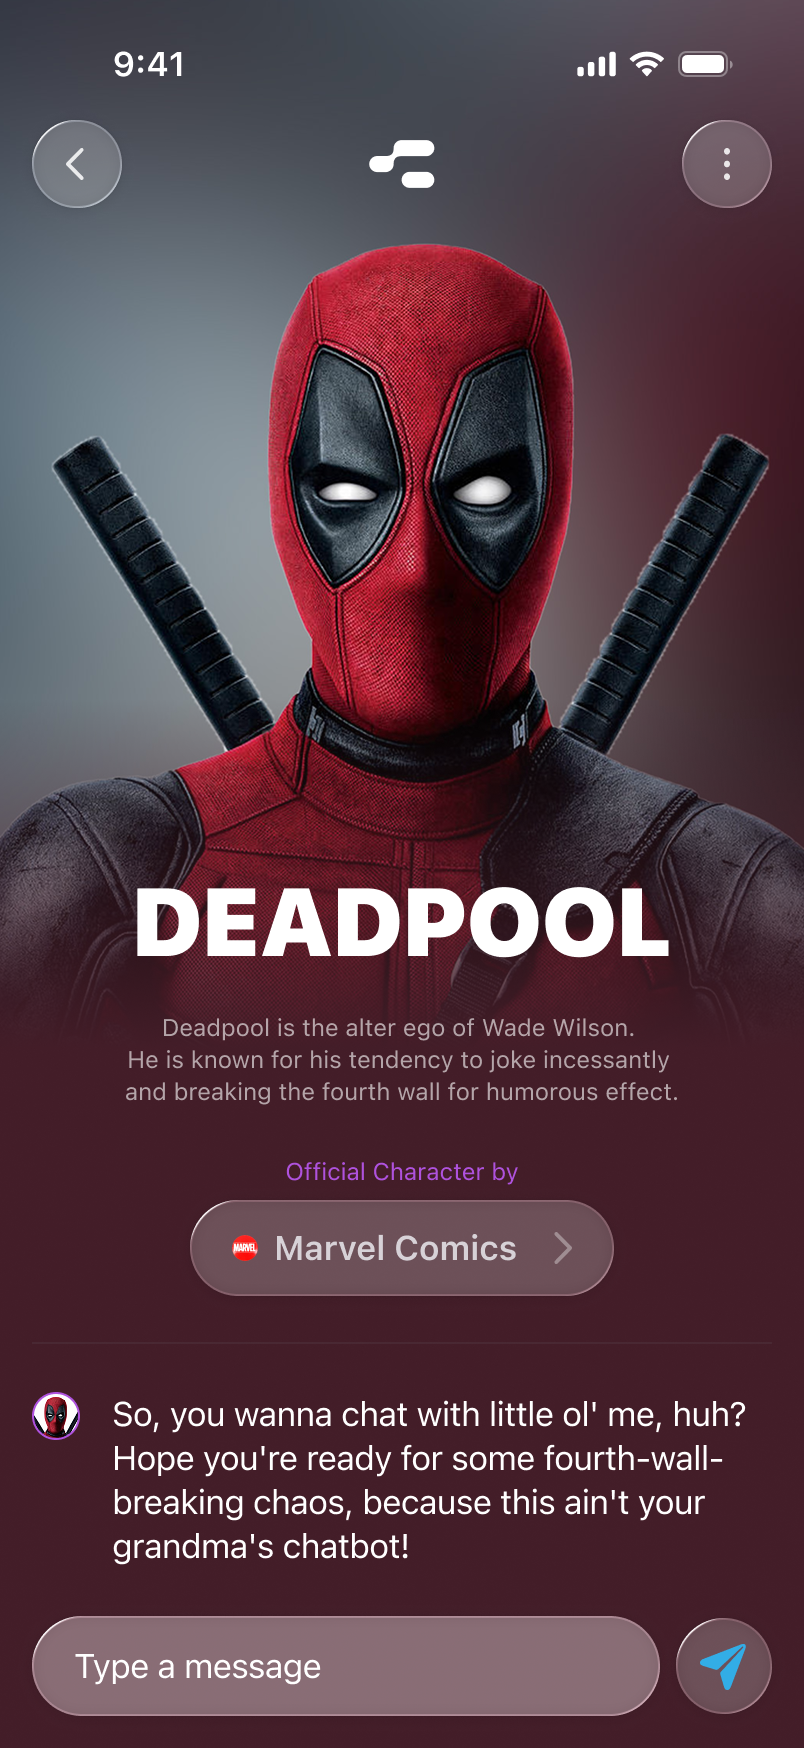 9:41
DEADPOOL
Deadpool is the alter ego of Wade Wilson.
He is known for his tendency to joke incessantly
and breaking the fourth wall for humorous effect.
Official Character by
MARVEL Marvel Comics
So, you wanna chat with little ol' me, huh?
Hope you're ready for some fourth-wall-
breaking chaos, because this ain't your
grandma's chatbot!
Type a message